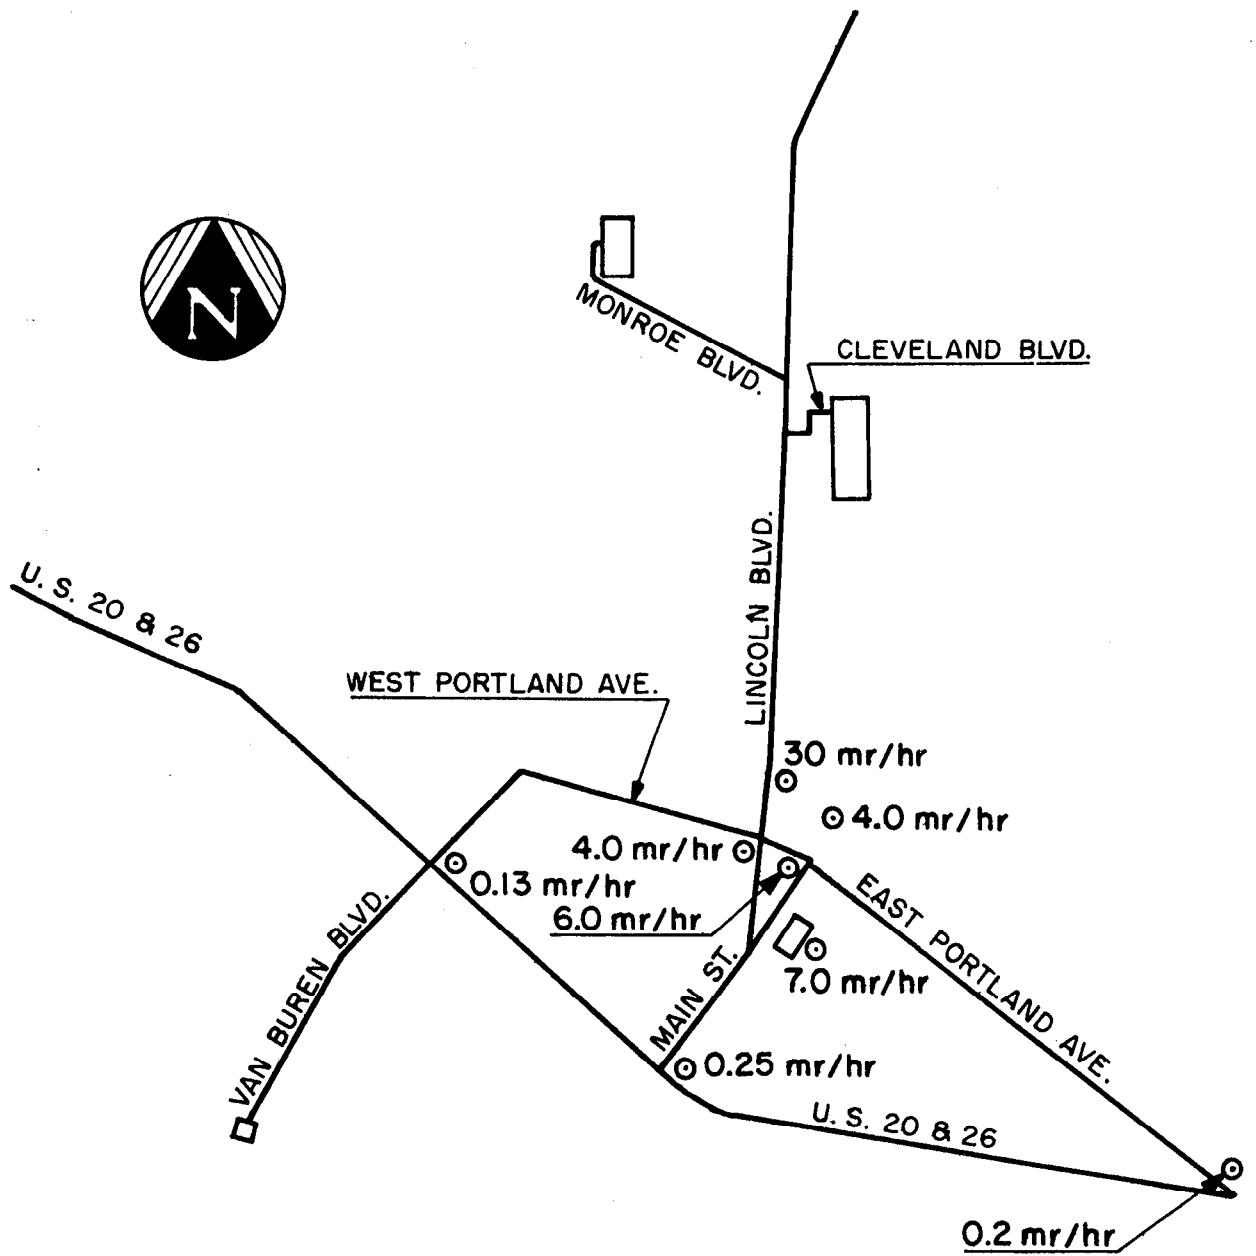 N
MONROE BLVD.
CLEVELAND BLVD.
LINCOLN BLVD.
U. S. 20 & 26
WEST PORTLAND AVE.
30 mr/hr
4.0 mr/hr
4.0 mr/hr
0.13 mr/hr
6.0 mr/hr
EAST PORTLAND AVE.
VAN BUREN BLVD.
MAIN ST.
7.0 mr/hr
0.25 mr/hr
U. S. 20 & 26
0.2 mr/hr